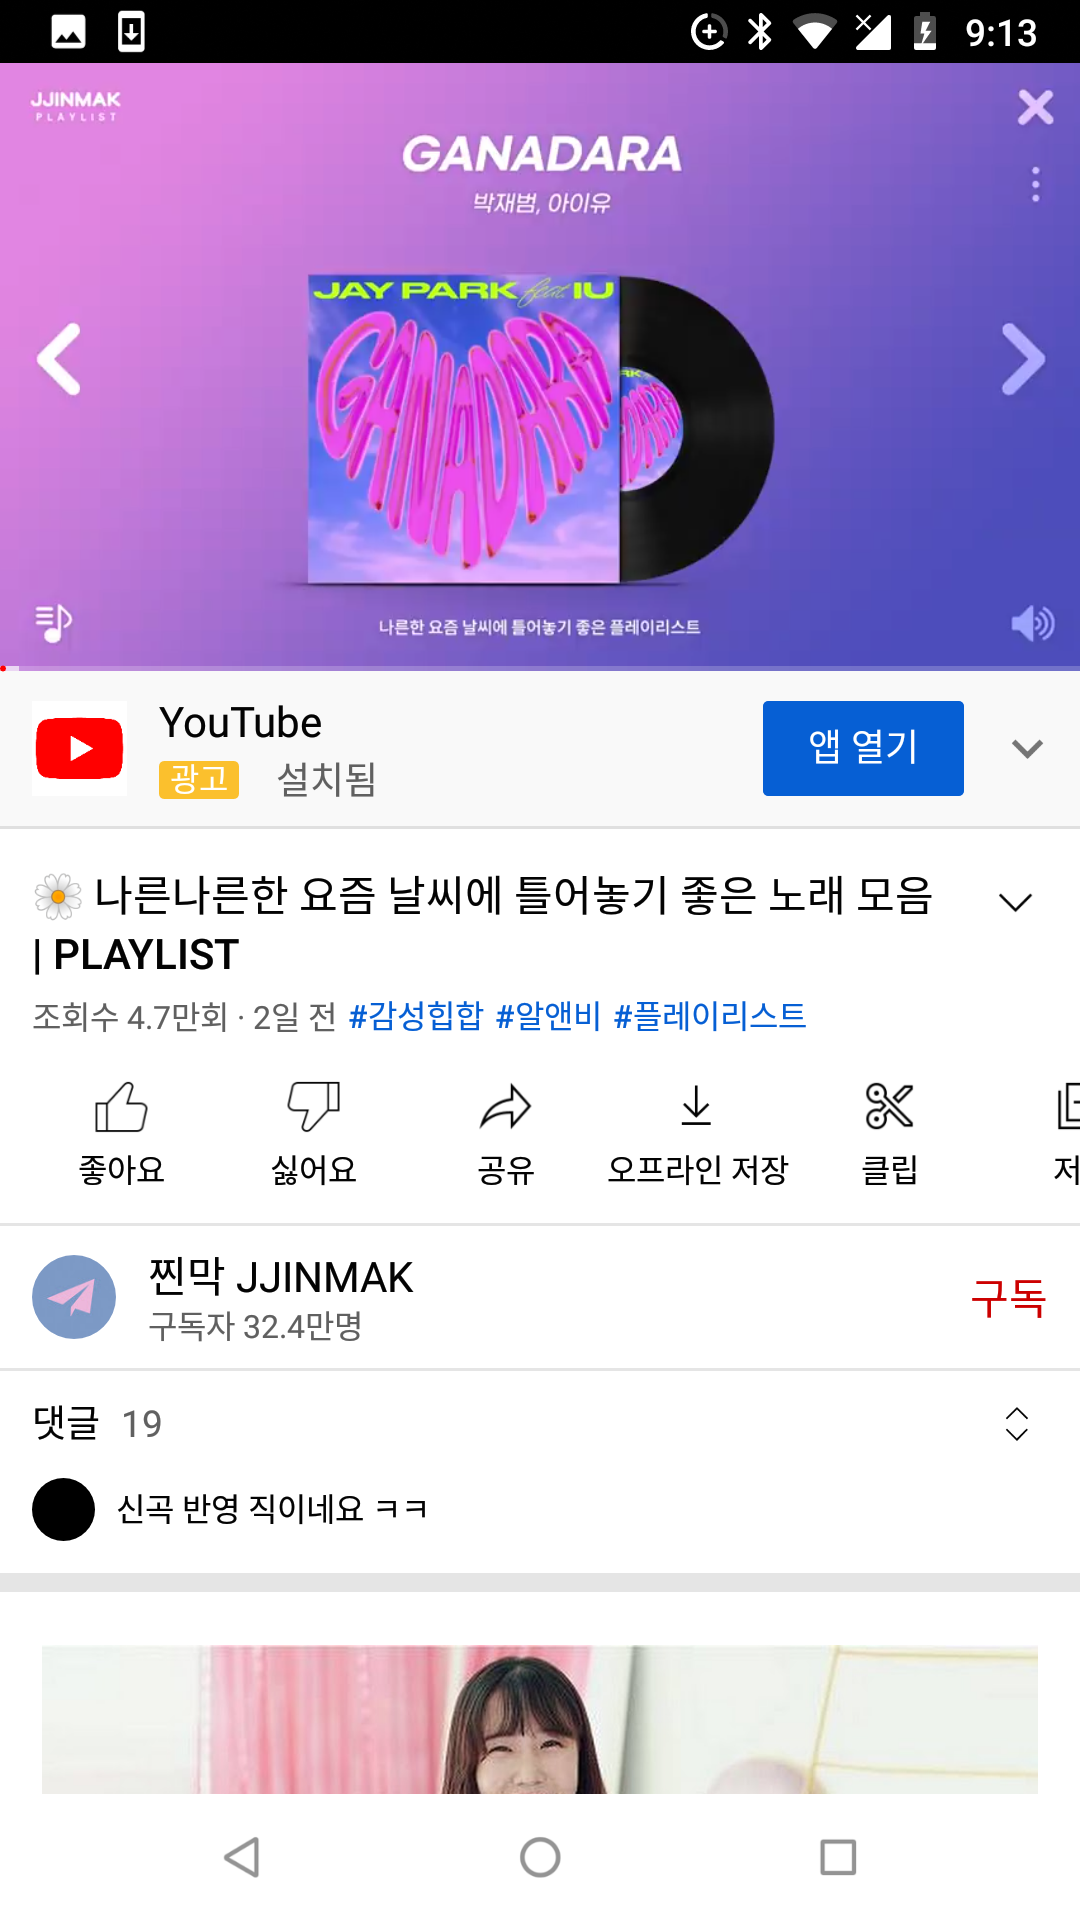 9:13
JJINMAK
PLAYLIST
GANADARA
박재범, 아이유
JAY PARK feat. IU
GANADARA
RK
GANADARA
나른한 요즘 날씨에 틀어놓기 좋은 플레이리스트
YouTube
광고 설치됨
앱 열기
나른나른한 요즘 날씨에 틀어놓기 좋은 노래 모음
| PLAYLIST
조회수 4.7만회 · 2일 전 #감성힙합 #알앤비 #플레이리스트
좋아요 싫어요 공유 오프라인 저장 클립 저
찐막 JJINMAK
구독자 32.4만명
구독
댓글 19
신곡 반영 직이네요 ㅋㅋ